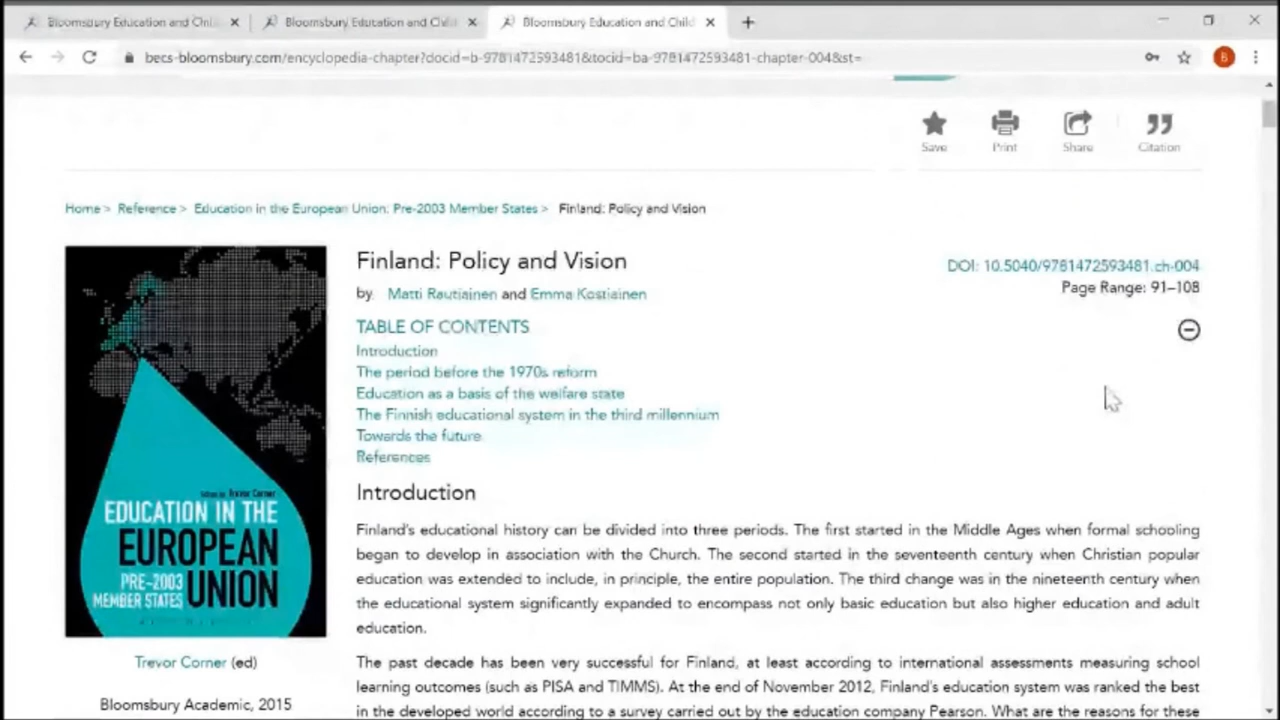 Bloomsbury Education and Chil
Bloomsbury Education and Child
Bloomsbury Education and Child
becs-bloomsbury.com/encyclopedia-chapter?docid=b-9781472593481&tocid=ba-9781472593481-chapter-004&st=
B
Save
Print
Share
Citation
Home > Reference > Education in the European Union: Pre-2003 Member States > Finland: Policy and Vision
Finland: Policy and Vision
DOI: 10.5040/9781472593481.ch-004
by Matti Rautiainen and Emma Kostiainen
Page Range: 91–108
TABLE OF CONTENTS
Introduction
The period before the 1970s reform
Education as a basis of the welfare state
The Finnish educational system in the third millennium
Towards the future
References
Edited by Trevor Corner
EDUCATION IN THE
EUROPEAN
PRE-2003
MEMBER STATES
UNION
Trevor Corner (ed)
Bloomsbury Academic, 2015
Introduction
Finland's educational history can be divided into three periods. The first started in the Middle Ages when formal schooling
began to develop in association with the Church. The second started in the seventeenth century when Christian popular
education was extended to include, in principle, the entire population. The third change was in the nineteenth century when
the educational system significantly expanded to encompass not only basic education but also higher education and adult
education.
The past decade has been very successful for Finland, at least according to international assessments measuring school
learning outcomes (such as PISA and TIMMS). At the end of November 2012, Finland's education system was ranked the best
in the developed world according to a survey carried out by the education company Pearson. What are the reasons for these